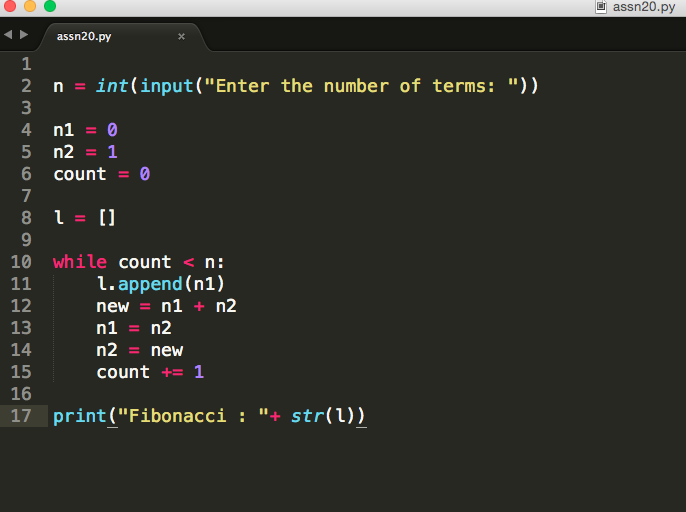 assn20.py
assn20.py ×
1
2 n = int(input("Enter the number of terms: "))
3
4 n1 = 0
5 n2 = 1
6 count = 0
7
8 l = []
9
10 while count < n:
11     l.append(n1)
12     new = n1 + n2
13     n1 = n2
14     n2 = new
15     count += 1
16
17 print("Fibonacci : "+ str(l))